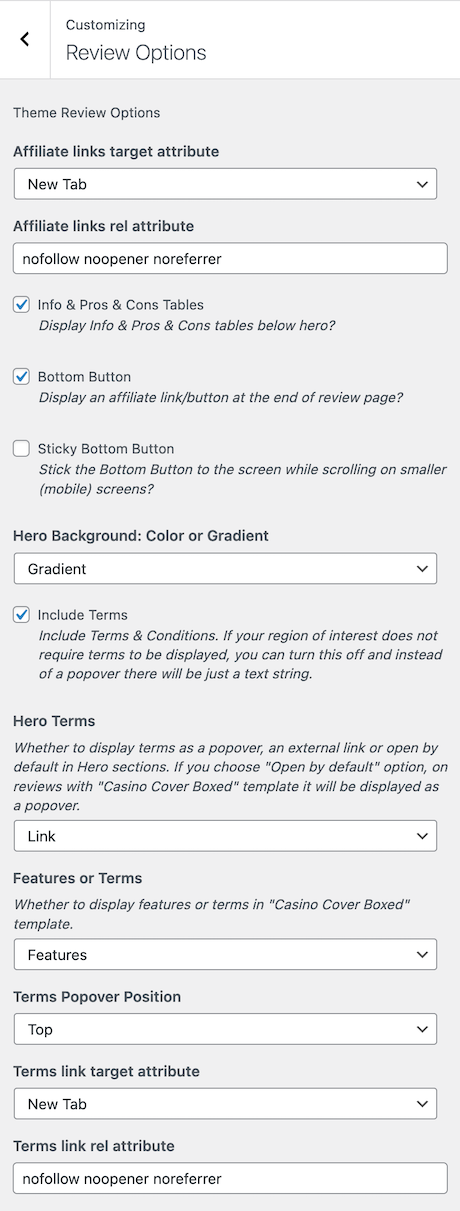 Customizing
Review Options
Theme Review Options
Affiliate links target attribute
New Tab
Affiliate links rel attribute
nofollow noopener noreferrer
Info & Pros & Cons Tables
Display Info & Pros & Cons tables below hero?
Bottom Button
Display an affiliate link/button at the end of review page?
Sticky Bottom Button
Stick the Bottom Button to the screen while scrolling on smaller
(mobile) screens?
Hero Background: Color or Gradient
Gradient
Include Terms
Include Terms & Conditions. If your region of interest does not
require terms to be displayed, you can turn this off and instead
of a popover there will be just a text string.
Hero Terms
Whether to display terms as a popover, an external link or open by
default in Hero sections. If you choose "Open by default" option, on
reviews with "Casino Cover Boxed" template it will be displayed as
a popover.
Link
Features or Terms
Whether to display features or terms in "Casino Cover Boxed"
template.
Features
Terms Popover Position
Top
Terms link target attribute
New Tab
Terms link rel attribute
nofollow noopener noreferrer